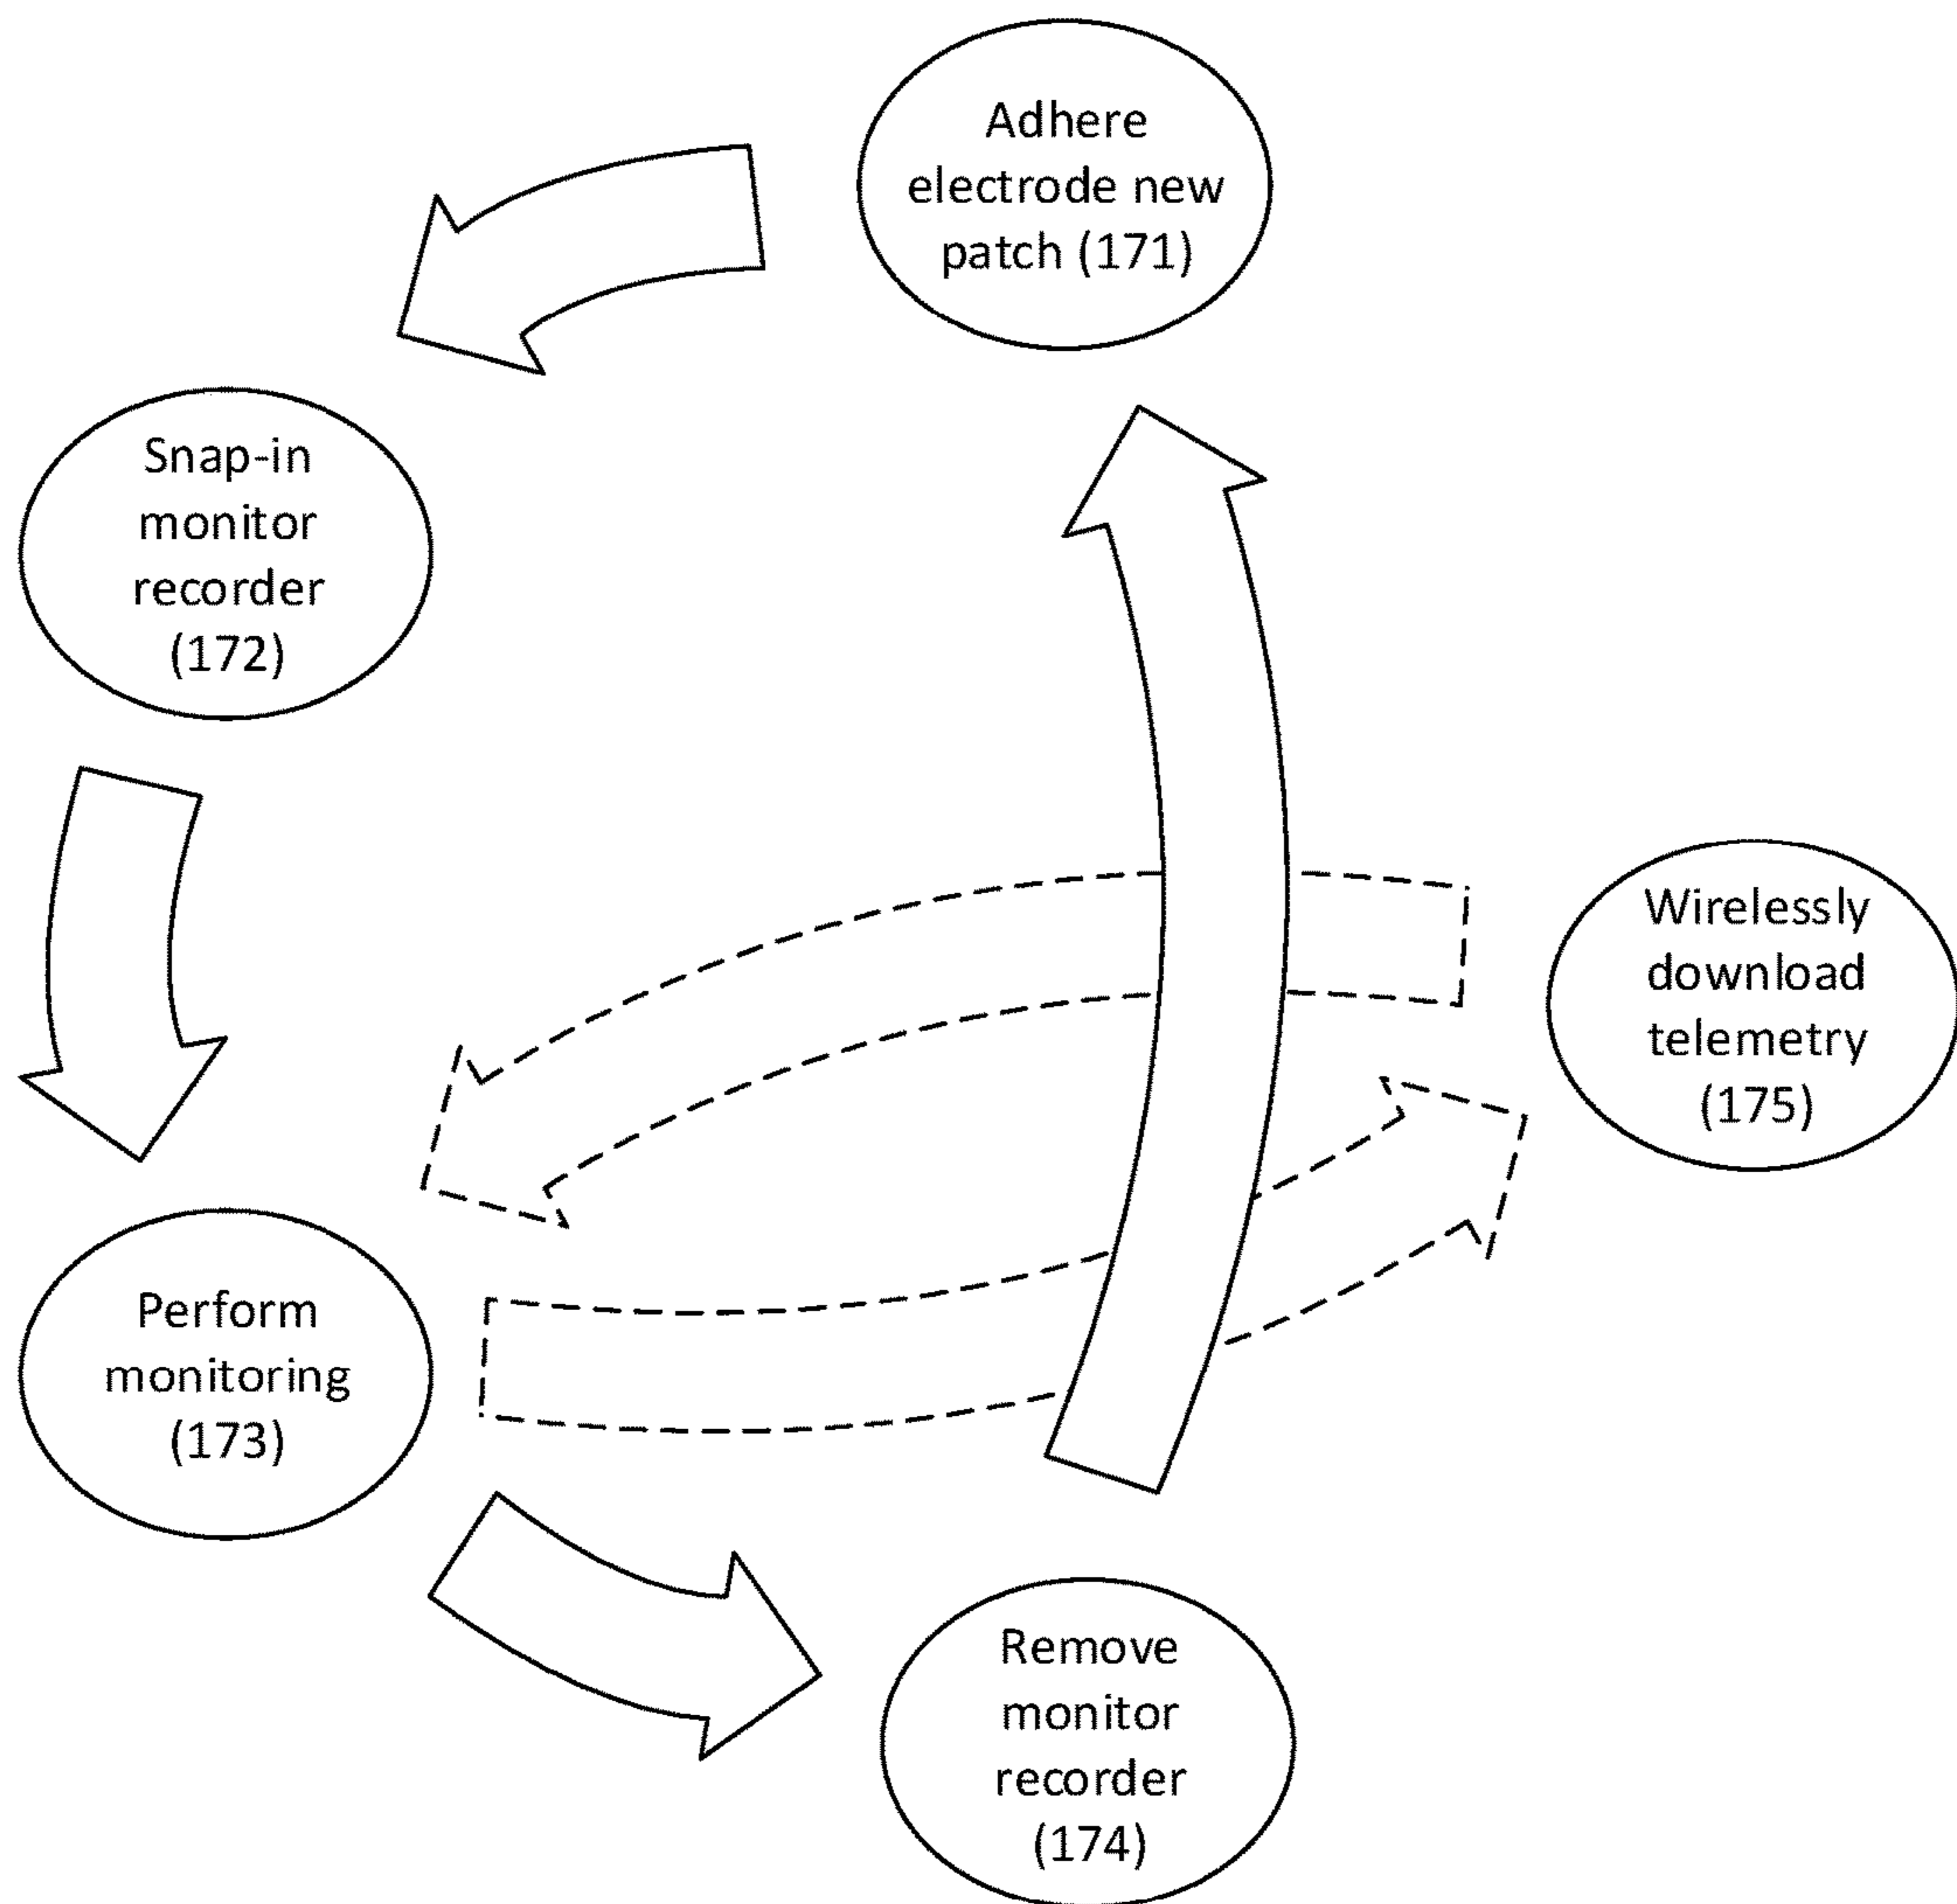 Adhere
electrode new
patch (171)
Snap-in
monitor
recorder
(172)
Wirelessly
download
telemetry
(175)
Perform
monitoring
(173)
Remove
monitor
recorder
(174)